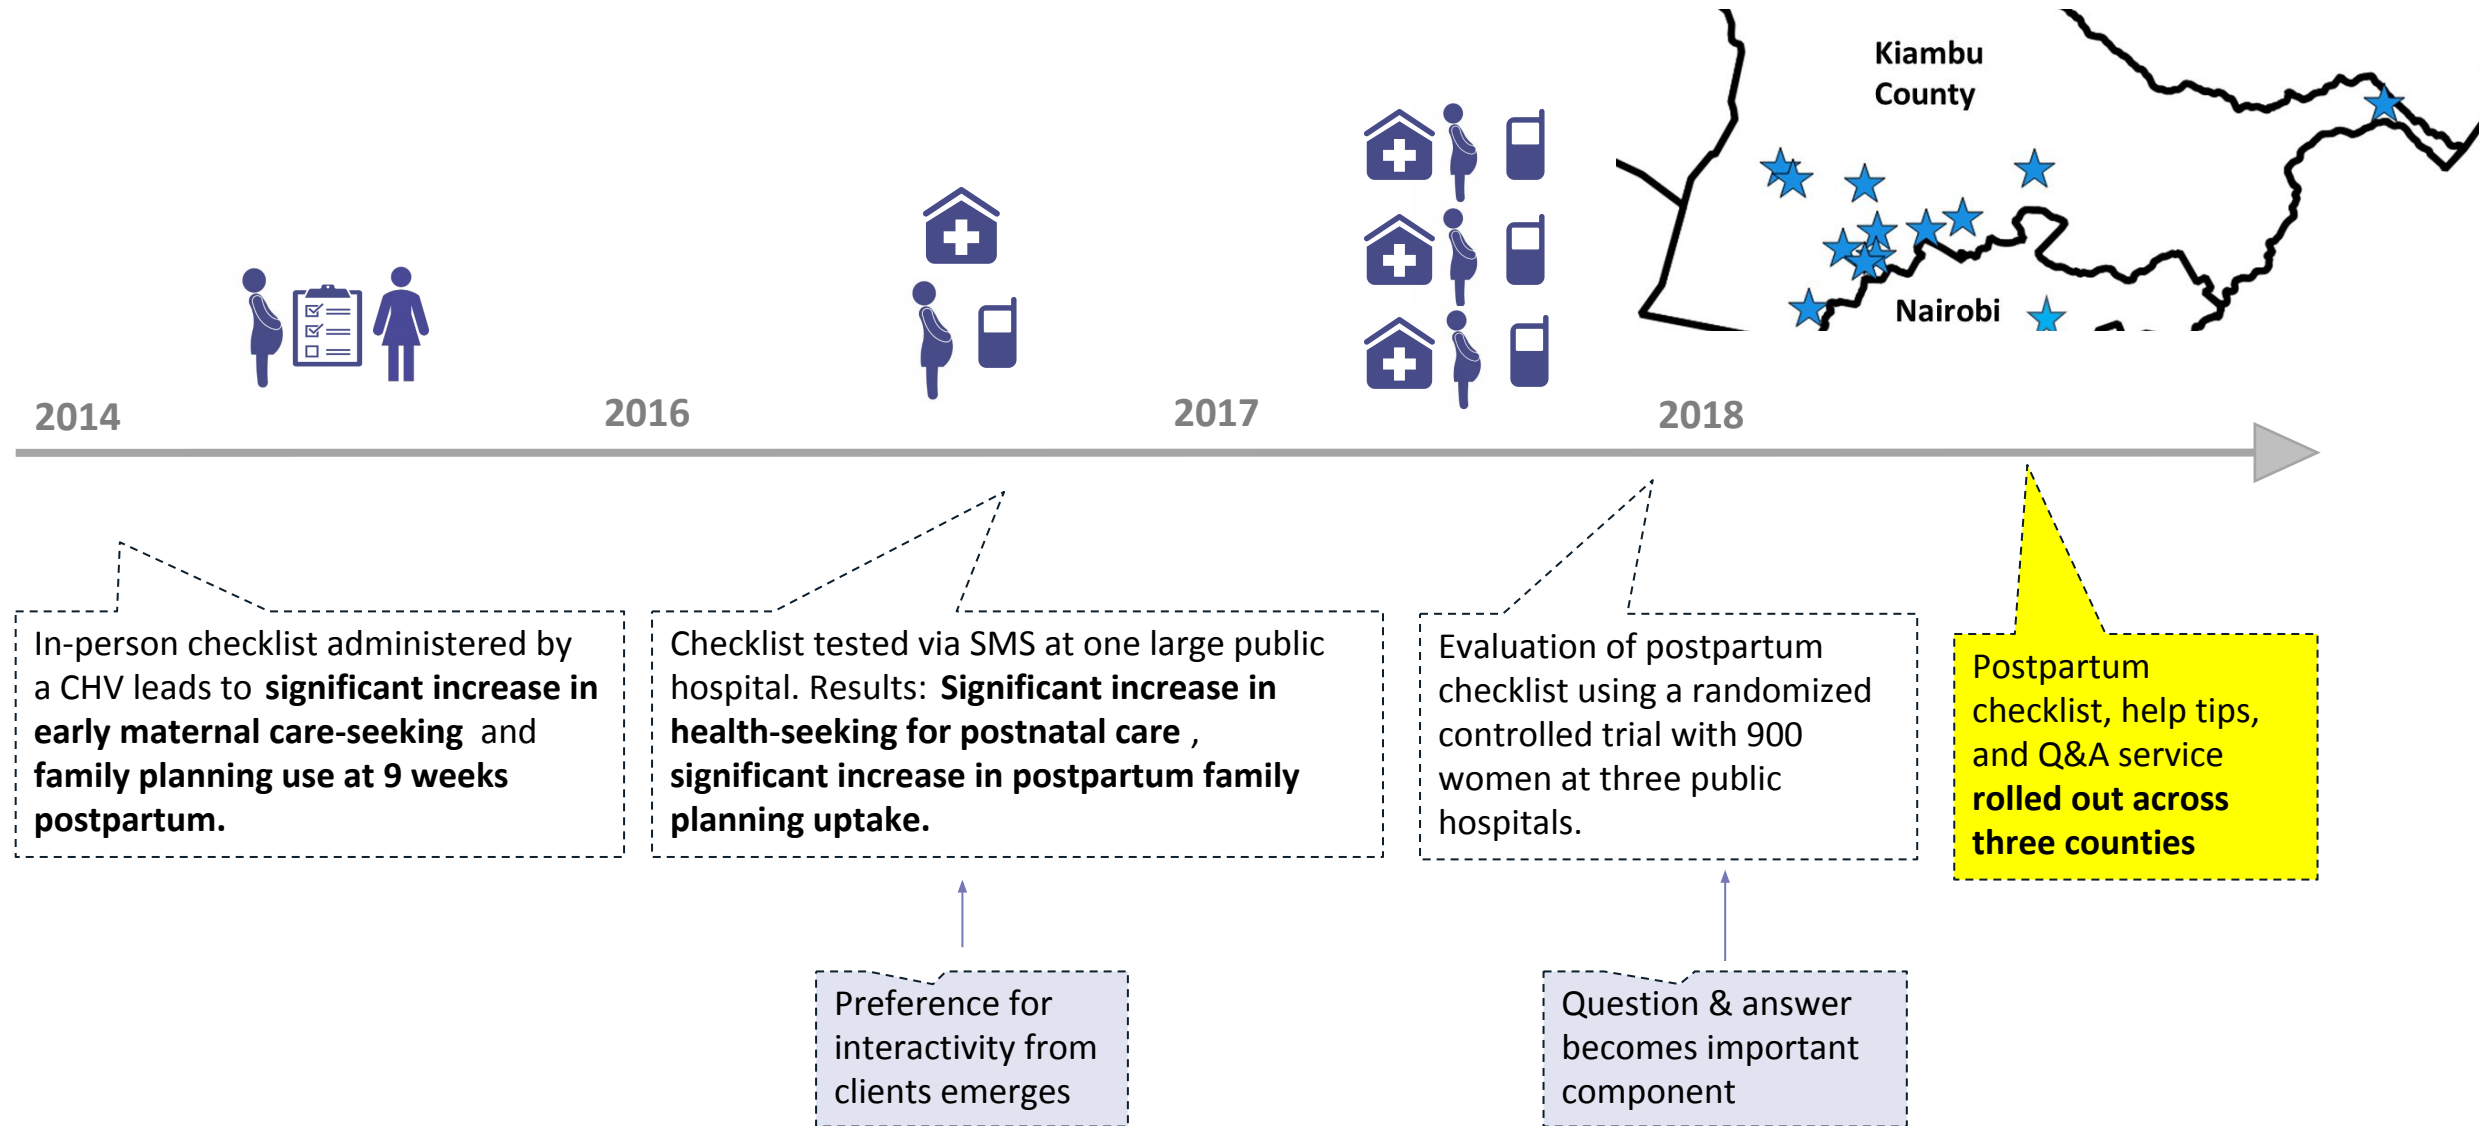 Kiambu
County
Nairobi
2014
2016
2017
2018
In-person checklist administered by
a CHV leads to significant increase in
early maternal care-seeking and
family planning use at 9 weeks
postpartum.
Checklist tested via SMS at one large public
hospital. Results: Significant increase in
health-seeking for postnatal care ,
significant increase in postpartum family
planning uptake.
Evaluation of postpartum
checklist using a randomized
controlled trial with 900
women at three public
hospitals.
Postpartum
checklist, help tips,
and Q&A service
rolled out across
three counties
Preference for
interactivity from
clients emerges
Question & answer
becomes important
component